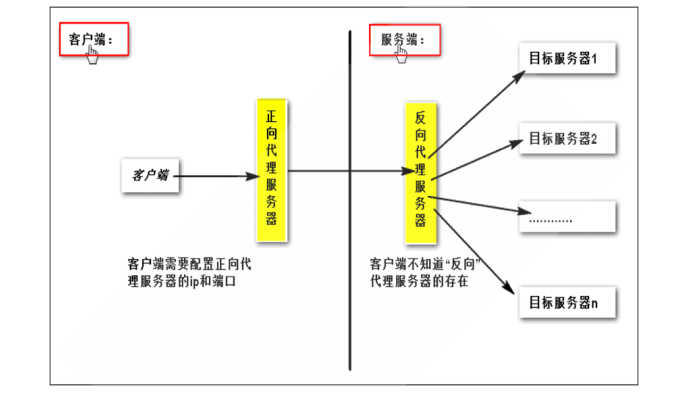 客户端：
服务端：
目标服务器1
正向代理服务器
反向代理服务器
目标服务器2
客户端
............
客户端需要配置正向代
理服务器的ip和端口
客户端不知道“反向”
代理服务器的存在
目标服务器n